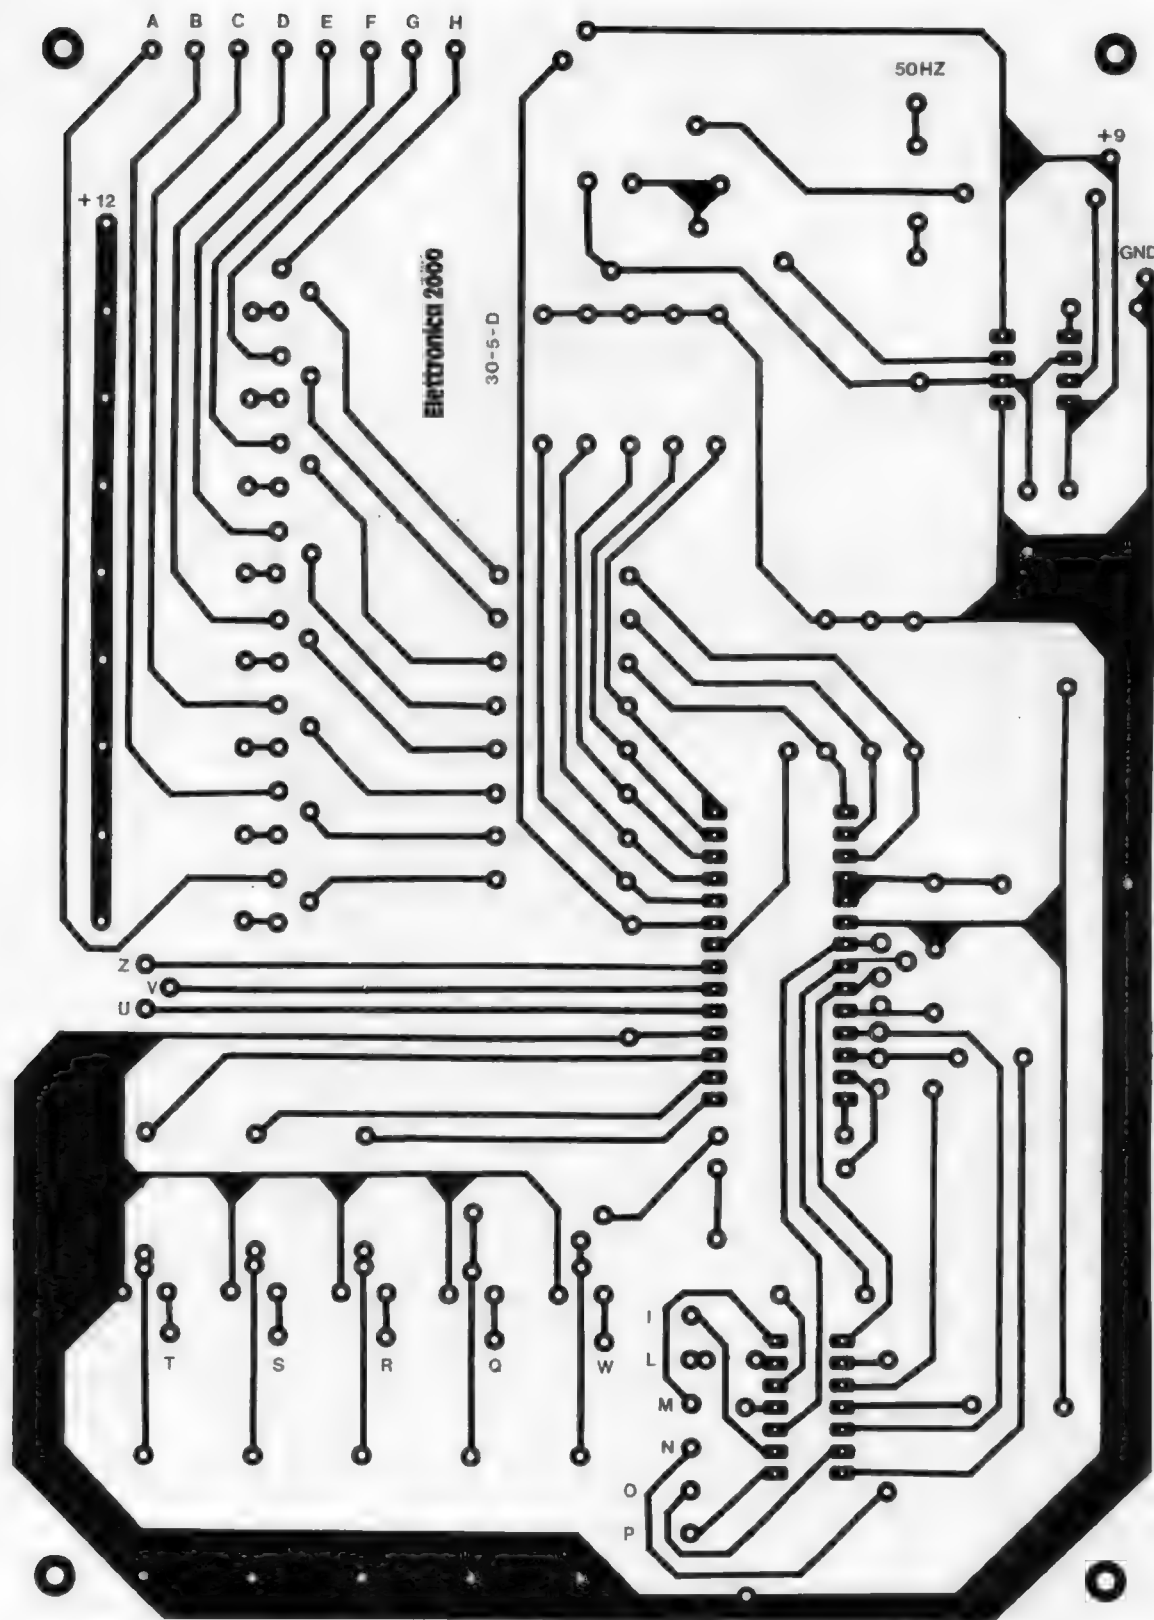 A B C D E F G H
50HZ
+9
+12
GND
Elettronica 2000
30-5-D
Z
V
U
I
L
T S R Q W
M
N
O
P